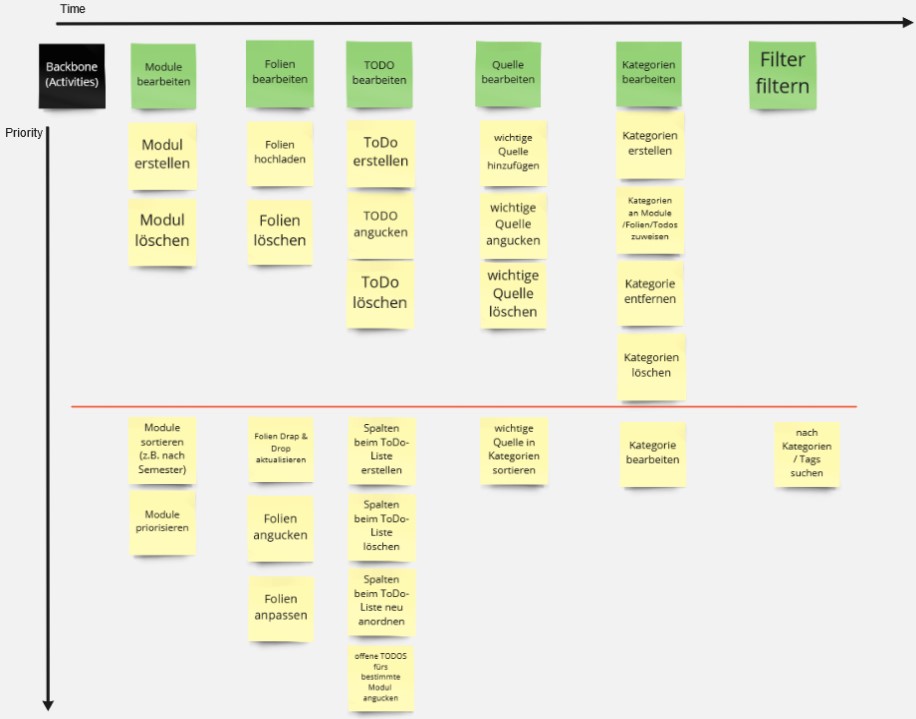 Time
Backbone
(Activities)
Module
bearbeiten
Folien
bearbeiten
TODO
bearbeiten
Quelle
bearbeiten
Kategorien
bearbeiten
Filter
filtern
Priority
Modul
erstellen
Folien
hochladen
ToDo
erstellen
wichtige
Quelle
hinzufügen
Kategorien
erstellen
Modul
löschen
Folien
löschen
TODO
angucken
wichtige
Quelle
angucken
Kategorien
an Module
/Folien/Todos
zuweisen
ToDo
löschen
wichtige
Quelle
löschen
Kategorie
entfernen
Kategorien
löschen
Module
sortieren
(z.B. nach
Semester)
Folien Drap &
Drop
aktualisieren
Spalten
beim ToDo-
Liste
erstellen
wichtige
Quelle in
Kategorien
sortieren
Kategorie
bearbeiten
nach
Kategorien
/ Tags
suchen
Module
priorisieren
Folien
angucken
Spalten
beim ToDo-
Liste
löschen
Folien
anpassen
Spalten
beim ToDo-
Liste neu
anordnen
offene TODOS
fürs
bestimmte
Modul
angucken